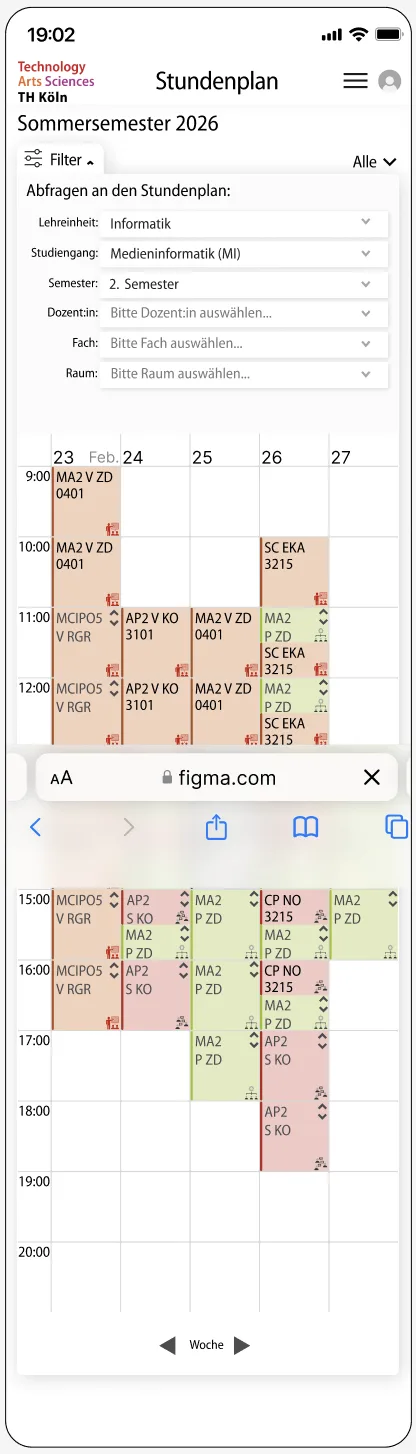 19:02
Technology
Arts Sciences
TH Köln
Stundenplan
Sommersemester 2026
Filter
Alle
Abfragen an den Stundenplan:
Lehreinheit: Informatik
Studiengang: Medieninformatik (MI)
Semester: 2. Semester
Dozent:in: Bitte Dozent:in auswählen...
Fach: Bitte Fach auswählen...
Raum: Bitte Raum auswählen...
23 Feb. 24 25 26 27
9:00
MA2 V ZD
0401
10:00
MA2 V ZD
0401
SC EKA
3215
11:00
MCIPO5
V RGR
AP2 V KO
3101
MA2 V ZD
0401
MA2
P ZD
SC EKA
3215
12:00
MCIPO5
V RGR
AP2 V KO
3101
MA2 V ZD
0401
MA2
P ZD
SC EKA
3215
AA
figma.com
15:00
MCIPO5
V RGR
AP2
S KO
MA2
P ZD
MA2
P ZD
CP NO
3215
MA2
P ZD
MA2
P ZD
16:00
MCIPO5
V RGR
AP2
S KO
MA2
P ZD
CP NO
3215
MA2
P ZD
17:00
MA2
P ZD
AP2
S KO
18:00
AP2
S KO
19:00
20:00
Woche